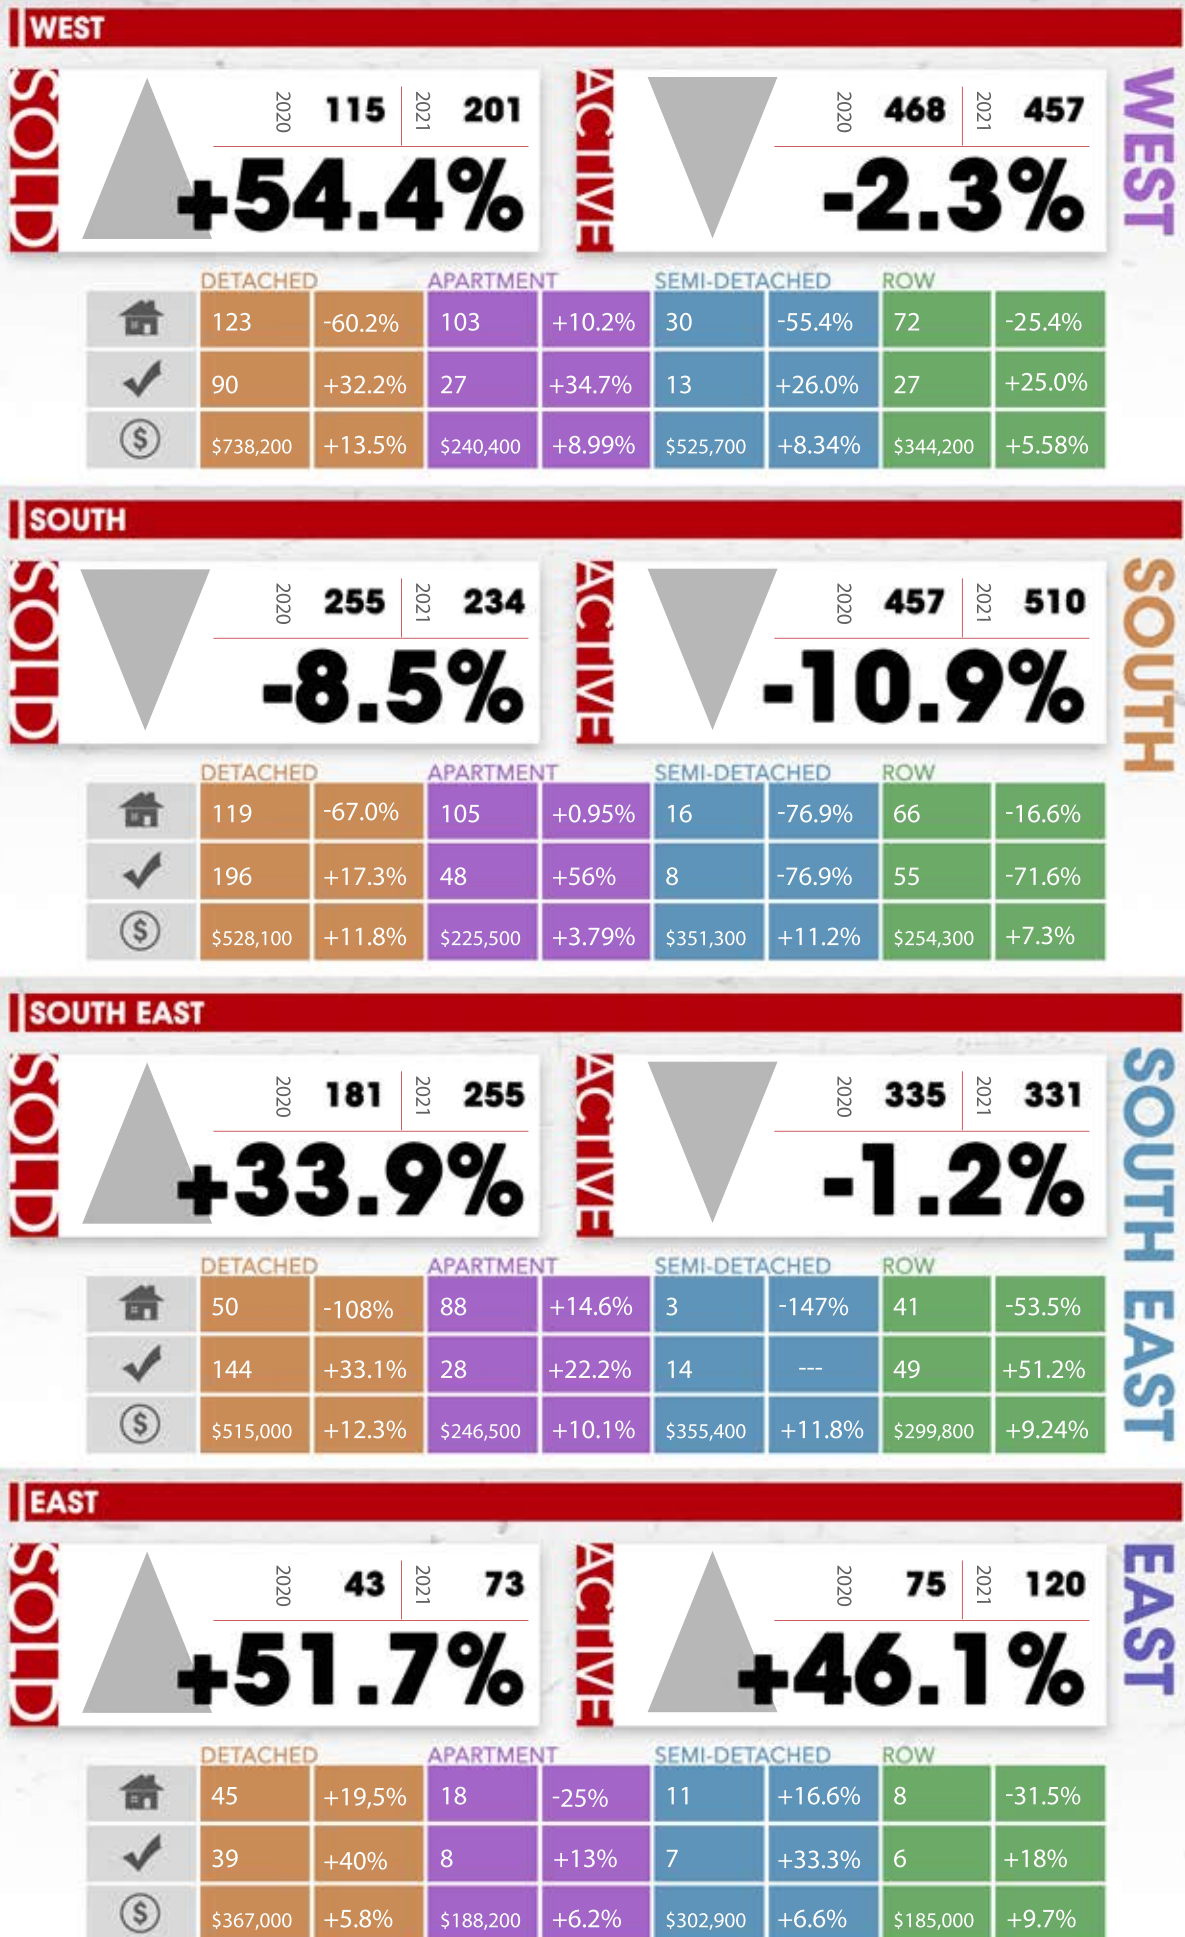 WEST
SOLD
2020 115 2021 201
+54.4%
ACTIVE
2020 468 2021 457
-2.3%
WEST
DETACHED APARTMENT SEMI-DETACHED ROW
123 -60.2% 103 +10.2% 30 -55.4% 72 -25.4%
90 +32.2% 27 +34.7% 13 +26.0% 27 +25.0%
$ $738,200 +13.5% $240,400 +8.99% $525,700 +8.34% $344,200 +5.58%
SOUTH
SOLD
2020 255 2021 234
-8.5%
ACTIVE
2020 457 2021 510
-10.9%
SOUTH
DETACHED APARTMENT SEMI-DETACHED ROW
119 -67.0% 105 +0.95% 16 -76.9% 66 -16.6%
196 +17.3% 48 +56% 8 -76.9% 55 -71.6%
$ $528,100 +11.8% $225,500 +3.79% $351,300 +11.2% $254,300 +7.3%
SOUTH EAST
SOLD
2020 181 2021 255
+33.9%
ACTIVE
2020 335 2021 331
-1.2%
SOUTH EAST
DETACHED APARTMENT SEMI-DETACHED ROW
50 -108% 88 +14.6% 3 -147% 41 -53.5%
144 +33.1% 28 +22.2% 14 --- 49 +51.2%
$ $515,000 +12.3% $246,500 +10.1% $355,400 +11.8% $299,800 +9.24%
EAST
SOLD
2020 43 2021 73
+51.7%
ACTIVE
2020 75 2021 120
+46.1%
EAST
DETACHED APARTMENT SEMI-DETACHED ROW
45 +19,5% 18 -25% 11 +16.6% 8 -31.5%
39 +40% 8 +13% 7 +33.3% 6 +18%
$ $367,000 +5.8% $188,200 +6.2% $302,900 +6.6% $185,000 +9.7%